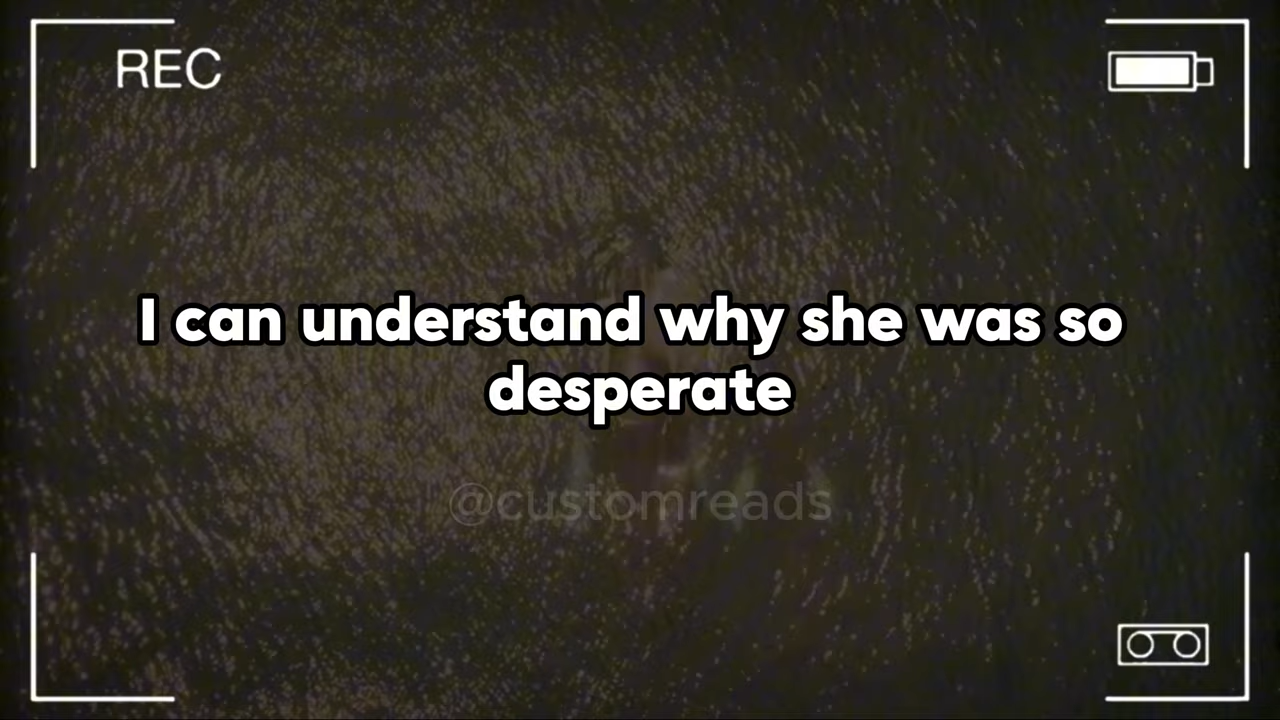 REC
I can understand why she was so
desperate
@customreads